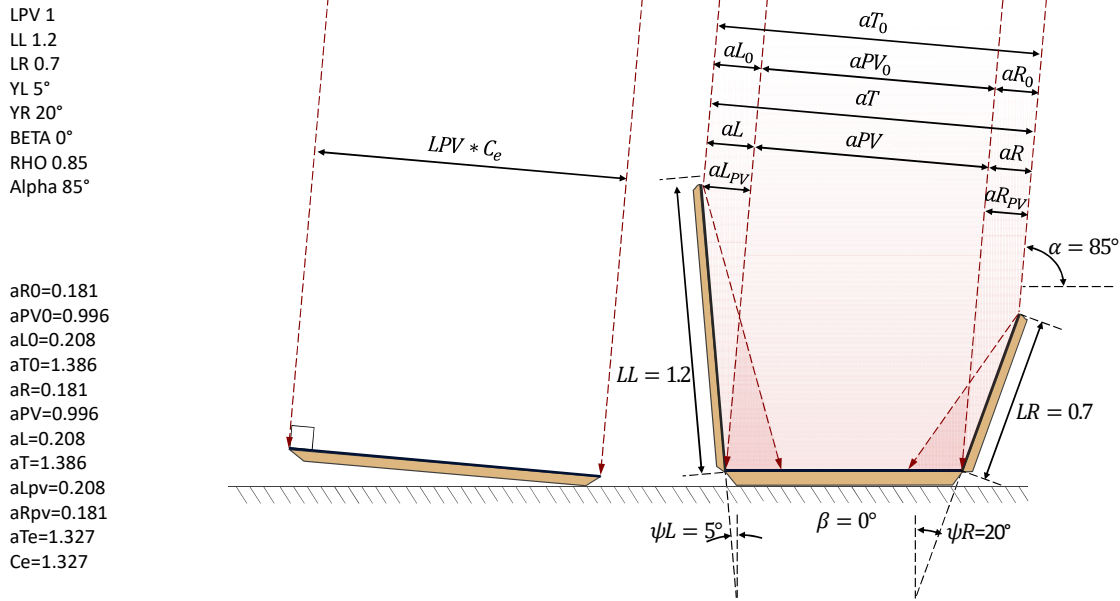 LPV 1
LL 1.2
LR 0.7
YL 5°
YR 20°
BETA 0°
RHO 0.85
Alpha 85°
aR0=0.181
aPV0=0.996
aL0=0.208
aT0=1.386
aR=0.181
aPV=0.996
aL=0.208
aT=1.386
aLpv=0.208
aRpv=0.181
aTe=1.327
Ce=1.327
LPV * Cₑ
aT₀
aL₀
aPV₀
aR₀
aT
aL
aPV
aR
aL_PV
aR_PV
α = 85°
LL = 1.2
LR = 0.7
ψL = 5°
β = 0°
ψR=20°